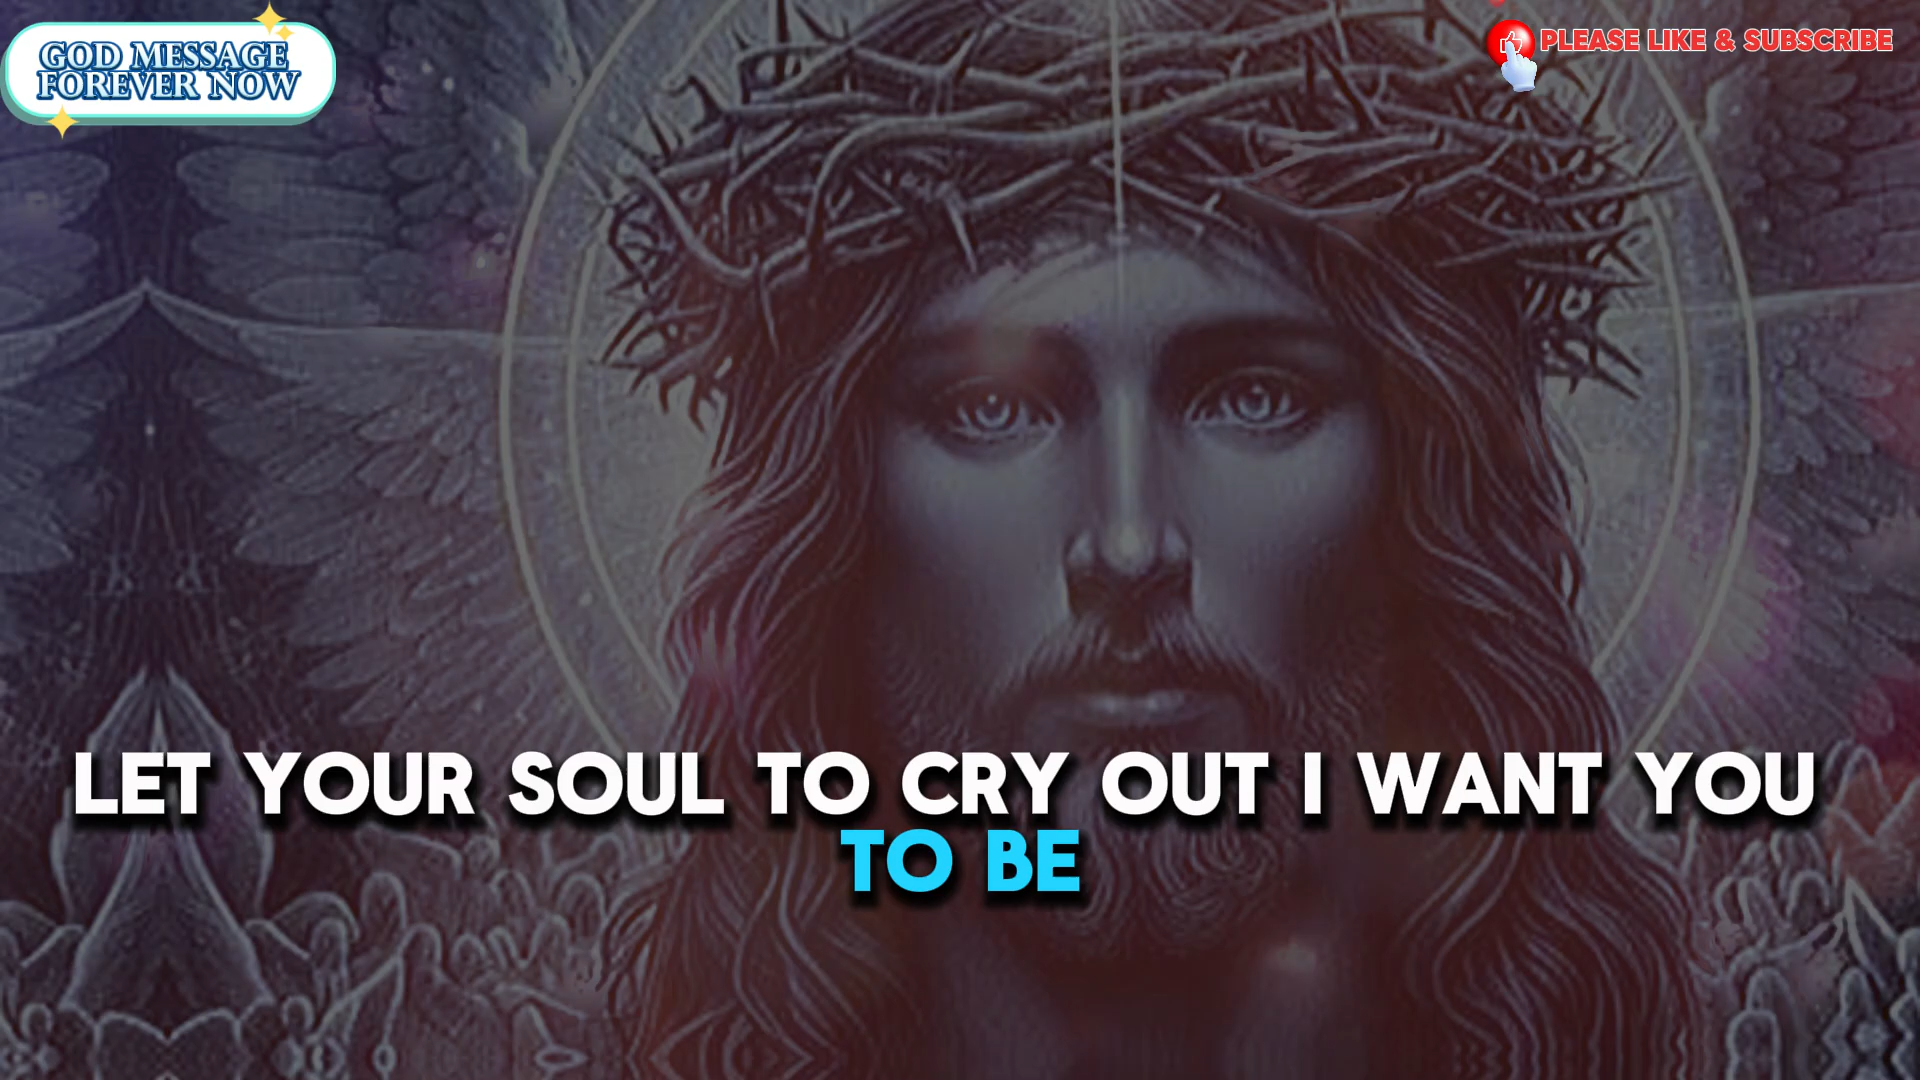 GOD MESSAGE
FOREVER NOW
PLEASE LIKE & SUBSCRIBE
LET YOUR SOUL TO CRY OUT I WANT YOU
TO BE